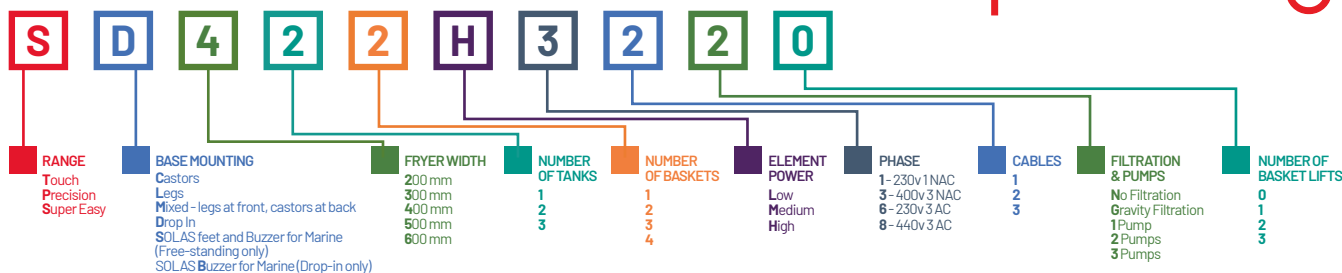 S D 4 2 2 H 3 2 2 0
RANGE
Touch
Precision
Super Easy
BASE MOUNTING
Castors
Legs
Mixed - legs at front, castors at back
Drop In
SOLAS feet and Buzzer for Marine
(Free-standing only)
SOLAS Buzzer for Marine (Drop-in only)
FRYER WIDTH
200 mm
300 mm
400 mm
500 mm
600 mm
NUMBER
OF TANKS
1
2
3
NUMBER
OF BASKETS
1
2
3
4
ELEMENT
POWER
Low
Medium
High
PHASE
1 - 230v 1 NAC
3 - 400v 3 NAC
6 - 230v 3 AC
8 - 440v 3 AC
CABLES
1
2
3
FILTRATION
& PUMPS
No Filtration
Gravity Filtration
1 Pump
2 Pumps
3 Pumps
NUMBER OF
BASKET LIFTS
0
1
2
3